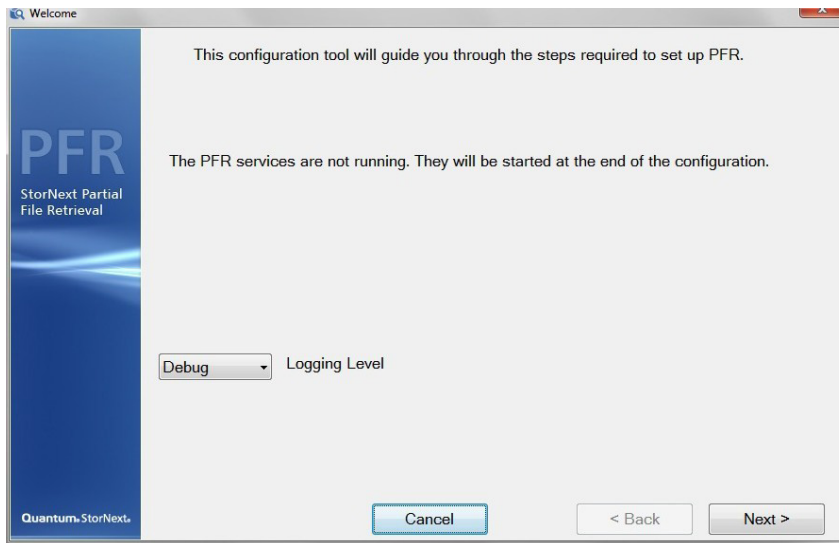 Welcome
This configuration tool will guide you through the steps required to set up PFR.
PFR
The PFR services are not running. They will be started at the end of the configuration.
StorNext Partial
File Retrieval
Debug
Logging Level
Quantum. StorNext.
Cancel
< Back
Next >